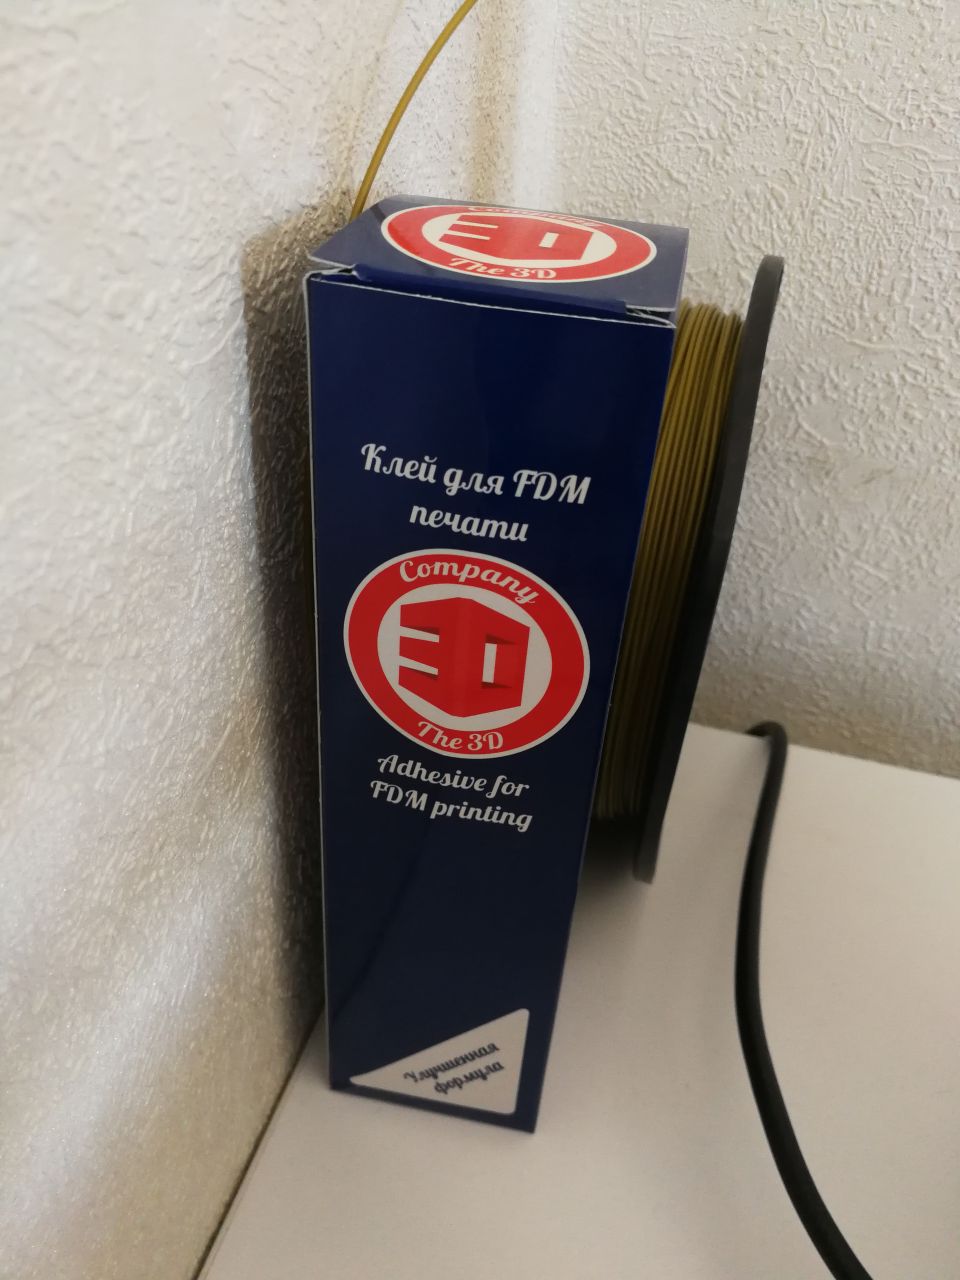 Company
3D
The 3D
Клей для FDM
печати
Company
3D
The 3D
Adhesive for
FDM printing
Улучшенная
формула